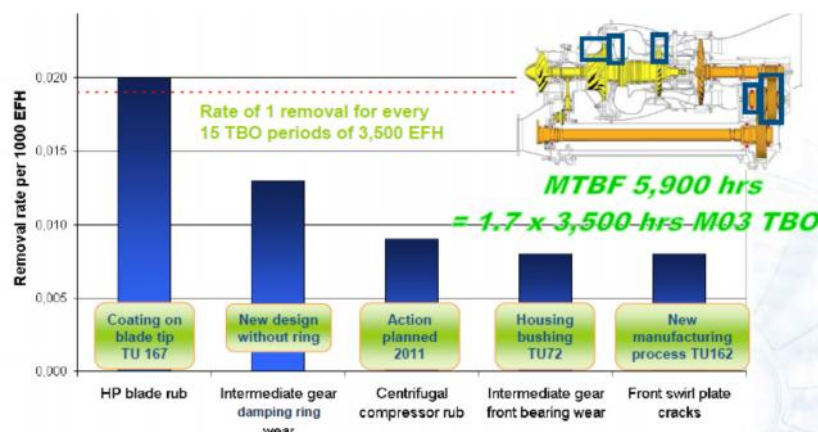 0,020
0,015
0,010
0,005
0,000
Removal rate per 1000 EFH
Rate of 1 removal for every
15 TBO periods of 3,500 EFH
MTBF 5,900 hrs
= 1.7 x 3,500 hrs M03 TBO
Coating on
blade tip
TU 167
New design
without ring
Action
planned
2011
Housing
bushing
TU72
New
manufacturing
process TU162
HP blade rub
Intermediate gear
damping ring
wear
Centrifugal
compressor rub
Intermediate gear
front bearing wear
Front swirl plate
cracks